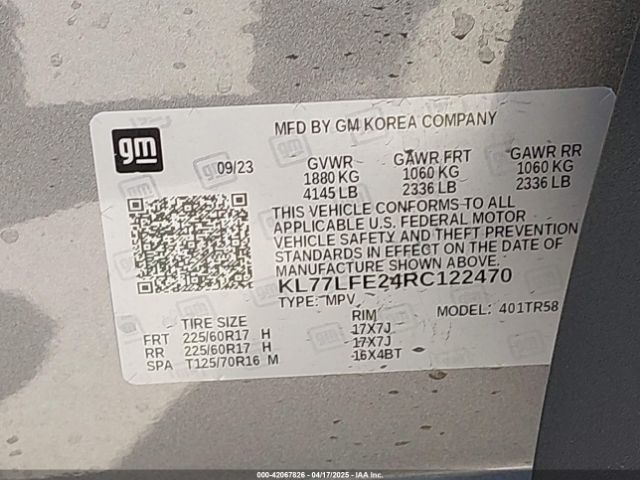 gm
MFD BY GM KOREA COMPANY
09/23
GVWR GAWR FRT GAWR RR
1880 KG 1060 KG 1060 KG
4145 LB 2336 LB 2336 LB
THIS VEHICLE CONFORMS TO ALL
APPLICABLE U.S. FEDERAL MOTOR
VEHICLE SAFETY AND THEFT PREVENTION
STANDARDS IN EFFECT ON THE DATE OF
MANUFACTURE SHOWN ABOVE.
KL77LFE24RC122470
TYPE: MPV
MODEL: 401TR58
TIRE SIZE RIM
FRT 225/60R17 H 17X7J
RR 225/60R17 H 17X7J
SPA T125/70R16 M 16X4BT
000-42067826 - 04/17/2025 - IAA Inc.